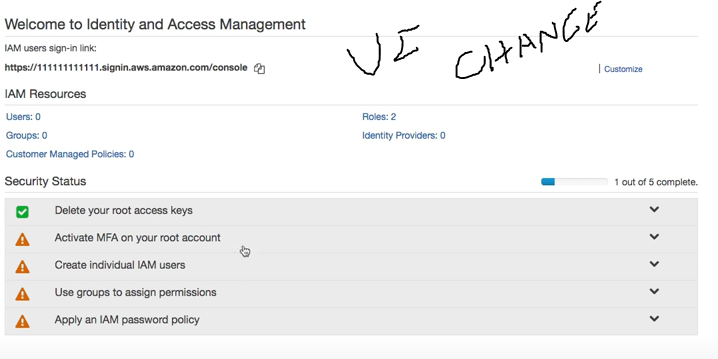 Welcome to Identity and Access Management
VE CHANGE
IAM users sign-in link:
https://111111111111.signin.aws.amazon.com/console
Customize
IAM Resources
Users: 0
Roles: 2
Groups: 0
Identity Providers: 0
Customer Managed Policies: 0
Security Status
1 out of 5 complete.
Delete your root access keys
Activate MFA on your root account
Create individual IAM users
Use groups to assign permissions
Apply an IAM password policy